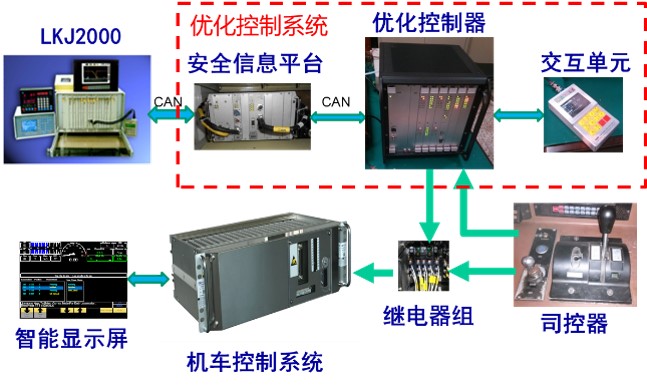 优化控制系统
优化控制器
LKJ2000
安全信息平台
交互单元
CAN
CAN
智能显示屏
机车控制系统
继电器组
司控器